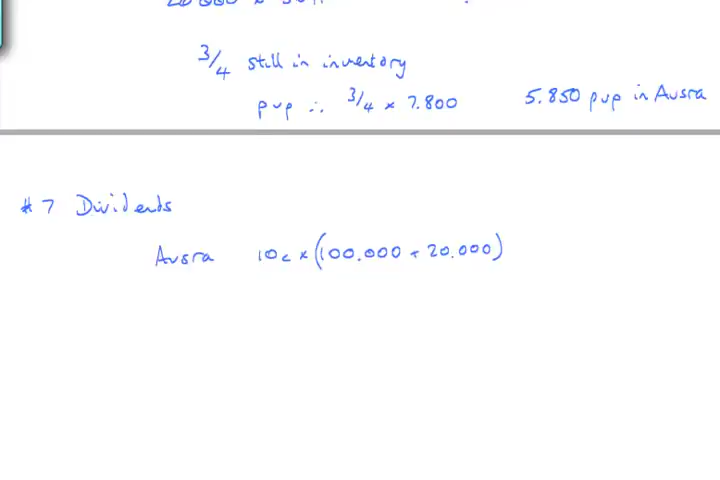 3/4 still in inventory
pup ∴ 3/4 × 7.800 5.850 pup in Ausra
# 7 Dividents
Ausra 10c × (100.000 + 20.000)